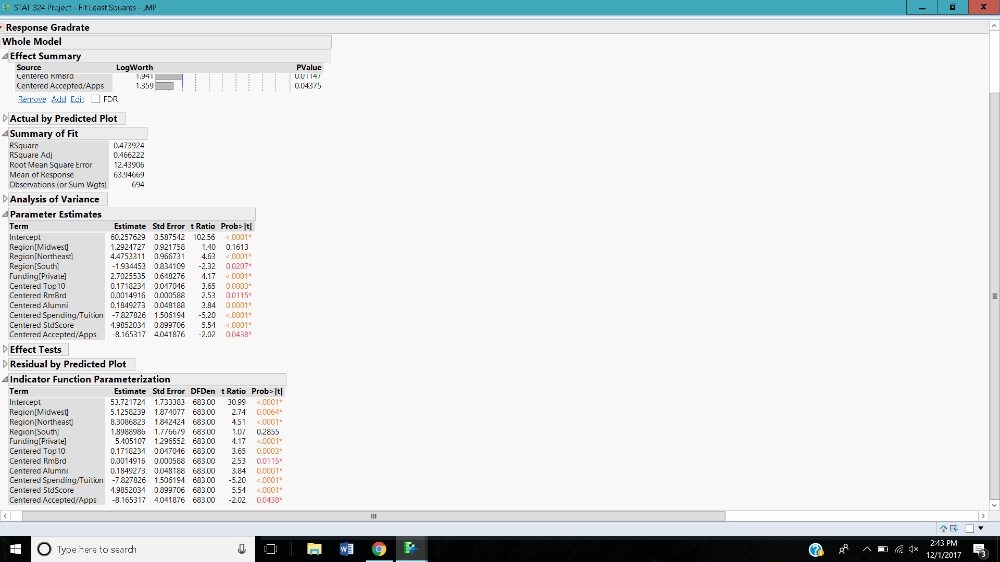 STAT 324 Project - Fit Least Squares - JMP
Response Gradrate
Whole Model
Effect Summary
Source LogWorth PValue
Centered RmBrd 1.941 0.01147
Centered Accepted/Apps 1.359 0.04375
Remove Add Edit FDR
Actual by Predicted Plot
Summary of Fit
RSquare 0.473924
RSquare Adj 0.466222
Root Mean Square Error 12.43906
Mean of Response 63.94669
Observations (or Sum Wgts) 694
Analysis of Variance
Parameter Estimates
Term Estimate Std Error t Ratio Prob>|t|
Intercept 60.257629 0.587542 102.56 <.0001*
Region[Midwest] 1.2924727 0.921758 1.40 0.1613
Region[Northeast] 4.4753311 0.966731 4.63 <.0001*
Region[South] -1.934453 0.834109 -2.32 0.0207*
Funding[Private] 2.7025535 0.648276 4.17 <.0001*
Centered Top10 0.1718234 0.047046 3.65 0.0003*
Centered RmBrd 0.0014916 0.000588 2.53 0.0115*
Centered Alumni 0.1849273 0.048188 3.84 0.0001*
Centered Spending/Tuition -7.827826 1.506194 -5.20 <.0001*
Centered StdScore 4.9852034 0.899706 5.54 <.0001*
Centered Accepted/Apps -8.165317 4.041876 -2.02 0.0438*
Effect Tests
Residual by Predicted Plot
Indicator Function Parameterization
Term Estimate Std Error DFDen t Ratio Prob>|t|
Intercept 53.721724 1.733383 683.00 30.99 <.0001*
Region[Midwest] 5.1258239 1.874077 683.00 2.74 0.0064*
Region[Northeast] 8.3086823 1.842424 683.00 4.51 <.0001*
Region[South] 1.8988986 1.776679 683.00 1.07 0.2855
Funding[Private] 5.405107 1.296552 683.00 4.17 <.0001*
Centered Top10 0.1718234 0.047046 683.00 3.65 0.0003*
Centered RmBrd 0.0014916 0.000588 683.00 2.53 0.0115*
Centered Alumni 0.1849273 0.048188 683.00 3.84 0.0001*
Centered Spending/Tuition -7.827826 1.506194 683.00 -5.20 <.0001*
Centered StdScore 4.9852034 0.899706 683.00 5.54 <.0001*
Centered Accepted/Apps -8.165317 4.041876 683.00 -2.02 0.0438*
Type here to search
2:43 PM
12/1/2017
3